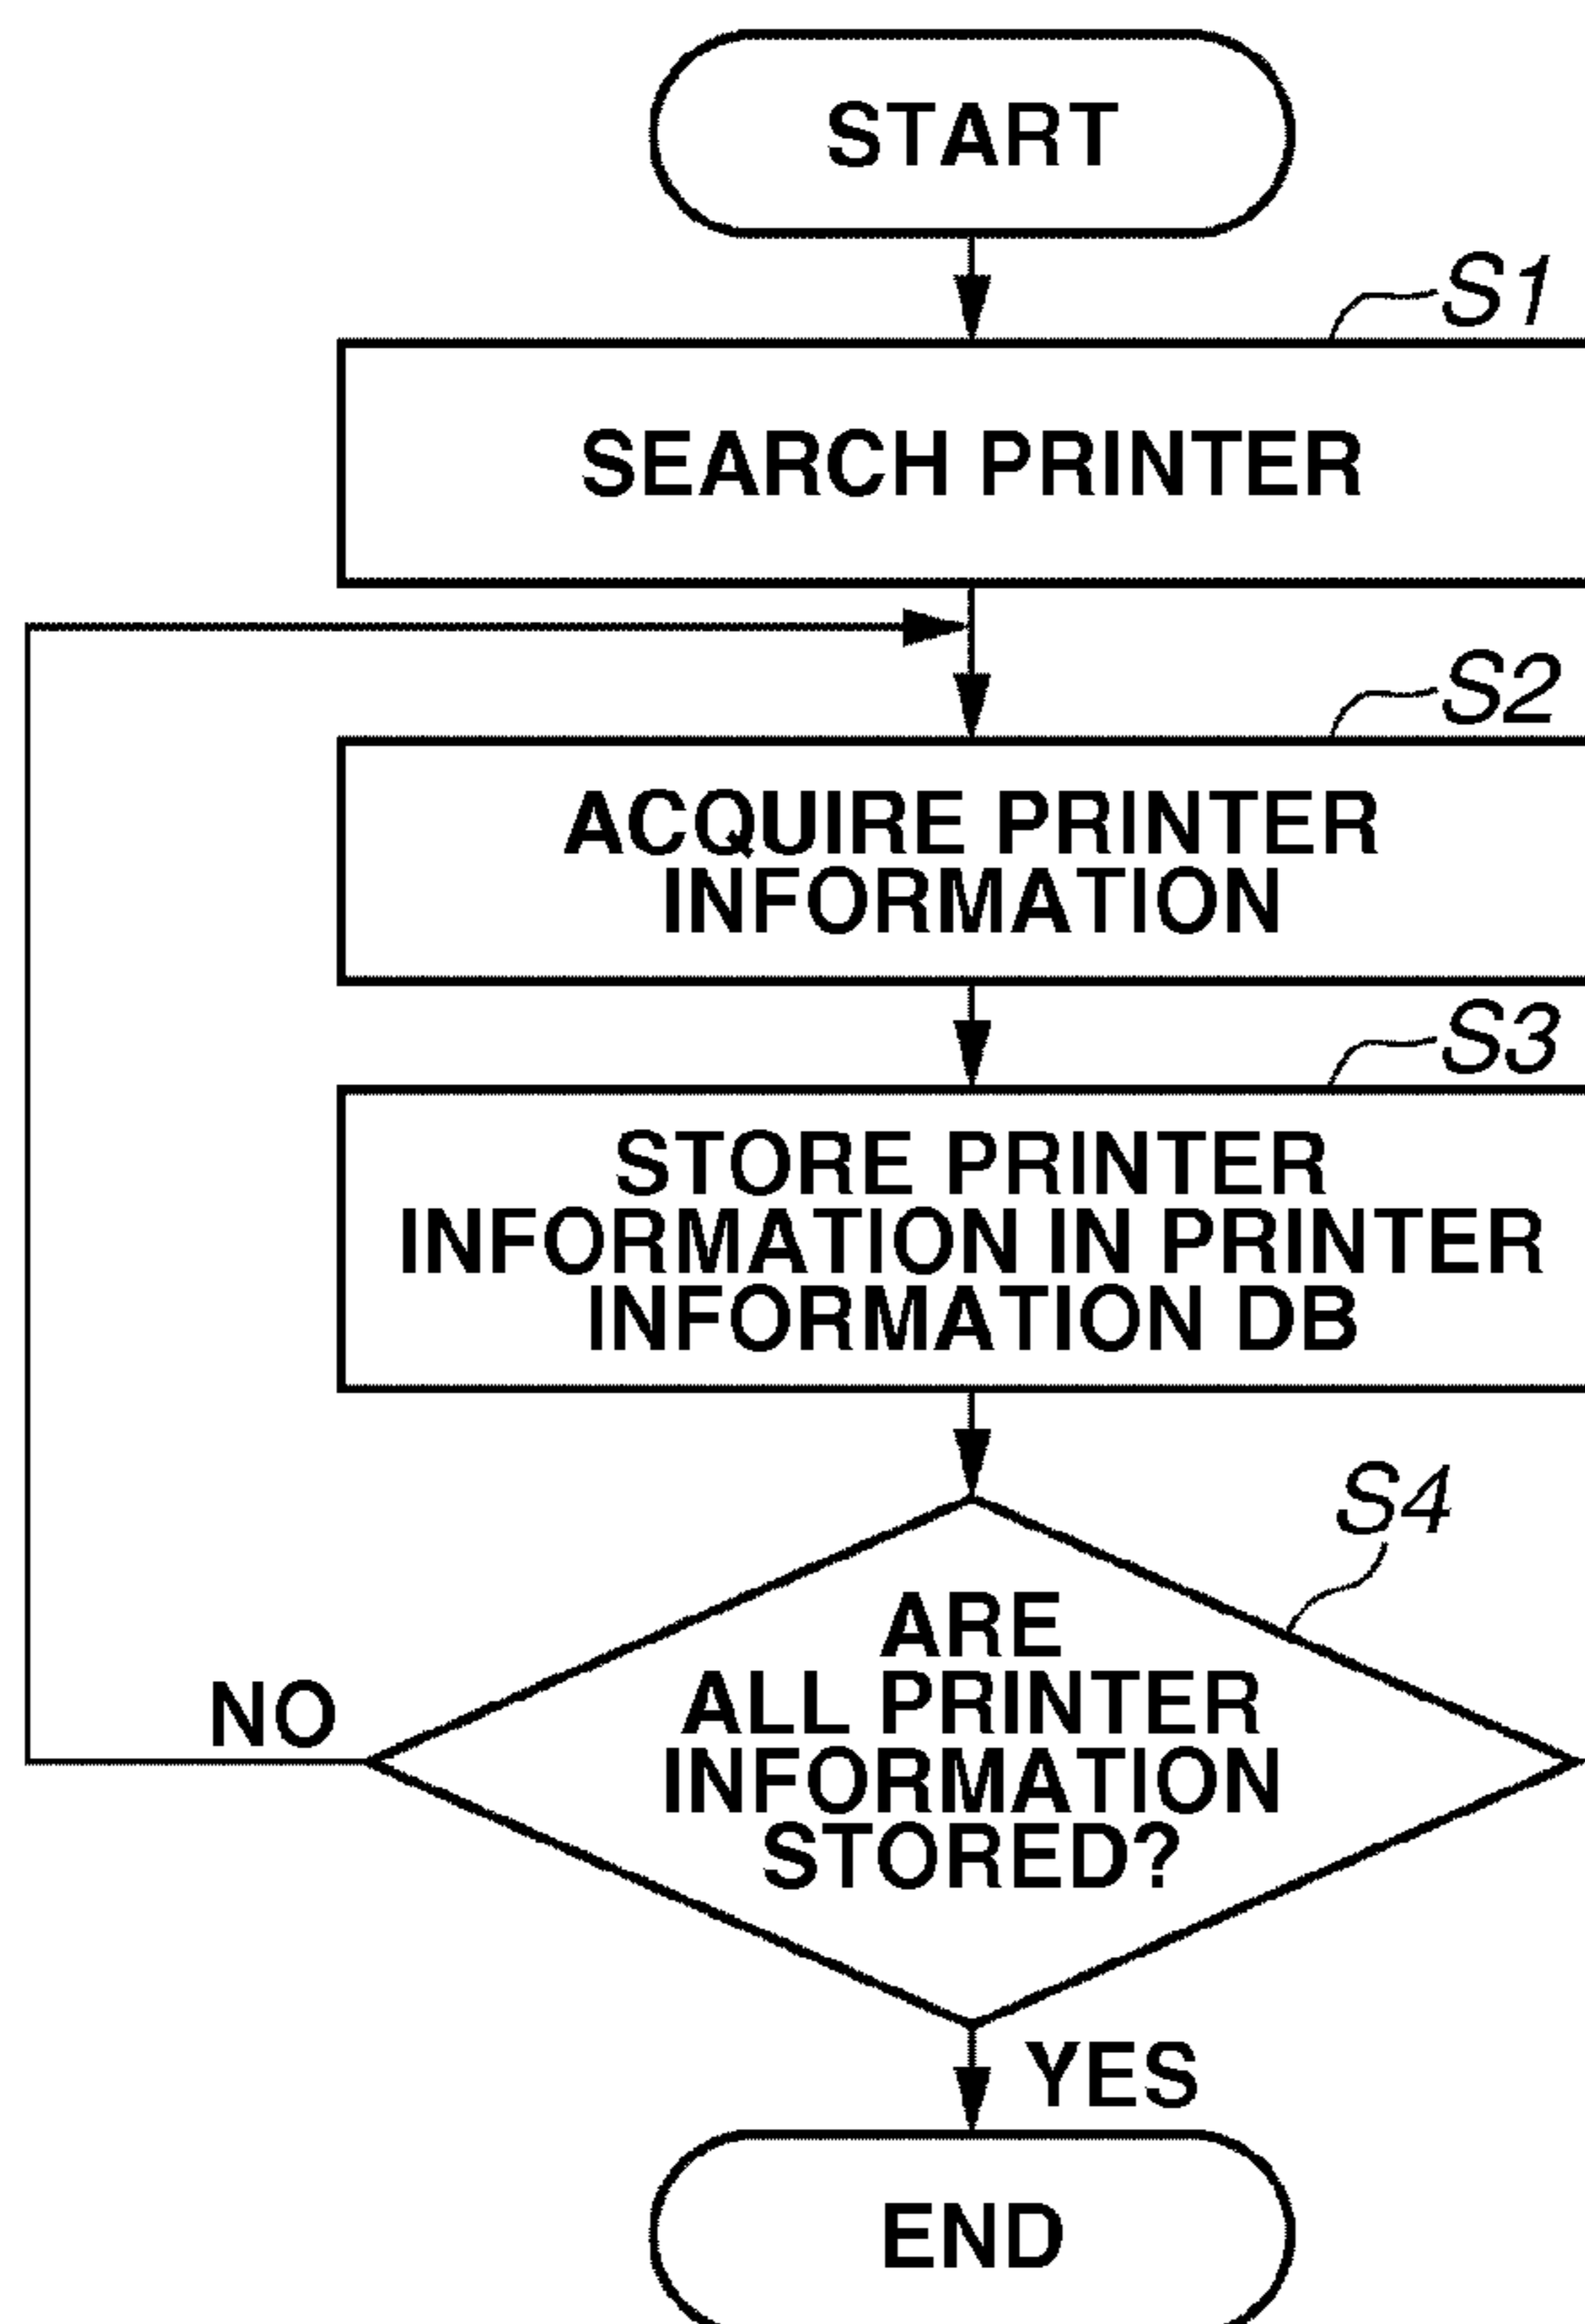 START
S1
SEARCH PRINTER
S2
ACQUIRE PRINTER
INFORMATION
S3
STORE PRINTER
INFORMATION IN PRINTER
INFORMATION DB
S4
ARE
ALL PRINTER
INFORMATION
STORED?
NO
YES
END